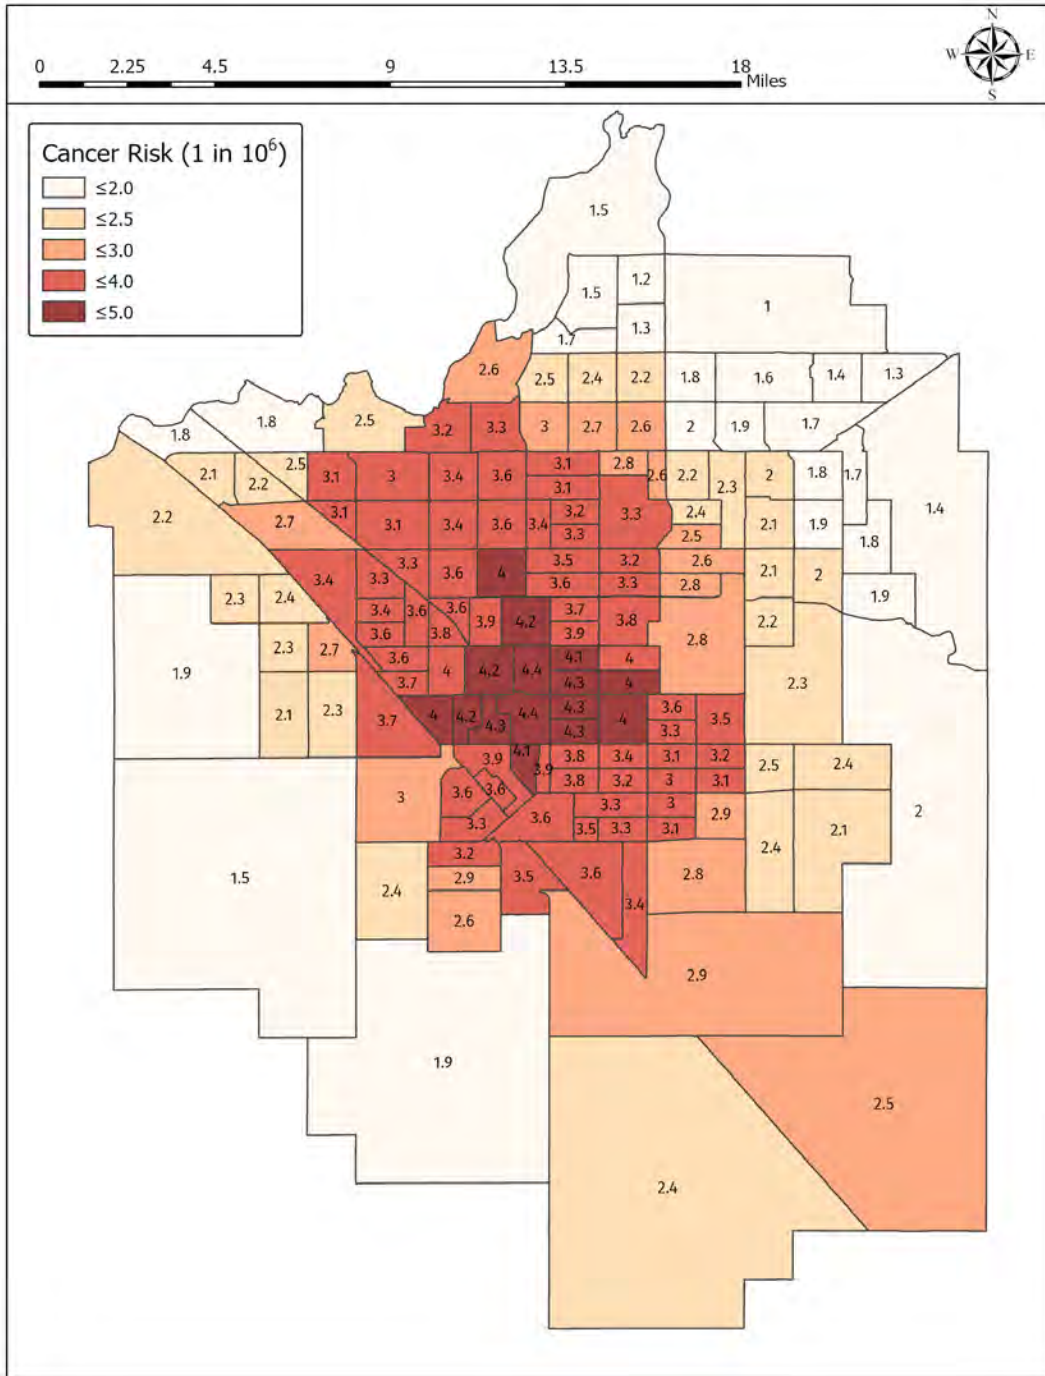 N
W E
S
0 2.25 4.5 9 13.5 18
Miles
Cancer Risk (1 in 10⁶)
≤2.0
≤2.5
≤3.0
≤4.0
≤5.0
1.5
1.2
1.5
1
1.3
1.7
2.6 2.5 2.4 2.2 1.8 1.6 1.4 1.3
1.8 1.8 2.5 3.2 3.3 3 2.7 2.6 2 1.9 1.7
2.1 2.2 2.5 3.1 3 3.4 3.6 3.1 2.8 2.6 2.2 2.3 2 1.8 1.7
3.1
2.2 2.7 3.1 3.1 3.4 3.6 3.4 3.2 3.3 2.4 2.1 1.9 1.4
3.3 2.5 1.8
3.4 3.3 3.6 4 3.5 3.2 2.6 2.1 2
3.3 3.6 3.3 2.8 1.9
2.3 2.4 3.4 3.6 3.6 3.9 4.2 3.7 3.8 2.2
3.6 3.8 3.9 2.8
1.9 2.3 2.7 3.6 4 4.2 4.4 4.1 4 2.3
3.7 4.3 4
2.1 2.3 3.7 4 4.2 4.3 4.4 4.3 4 3.6 3.5
4.3 3.3
3.9 4.1 3.9 3.8 3.4 3.1 3.2 2.5 2.4
3.8 3.2 3 3.1
3 3.6 3.6 3.6 3.3 3 2.9 2.4 2.1 2
3.3 3.5 3.3 3.1
1.5 2.4 3.2 3.5 3.6 3.4 2.8
2.9
2.6
2.9
1.9
2.5
2.4